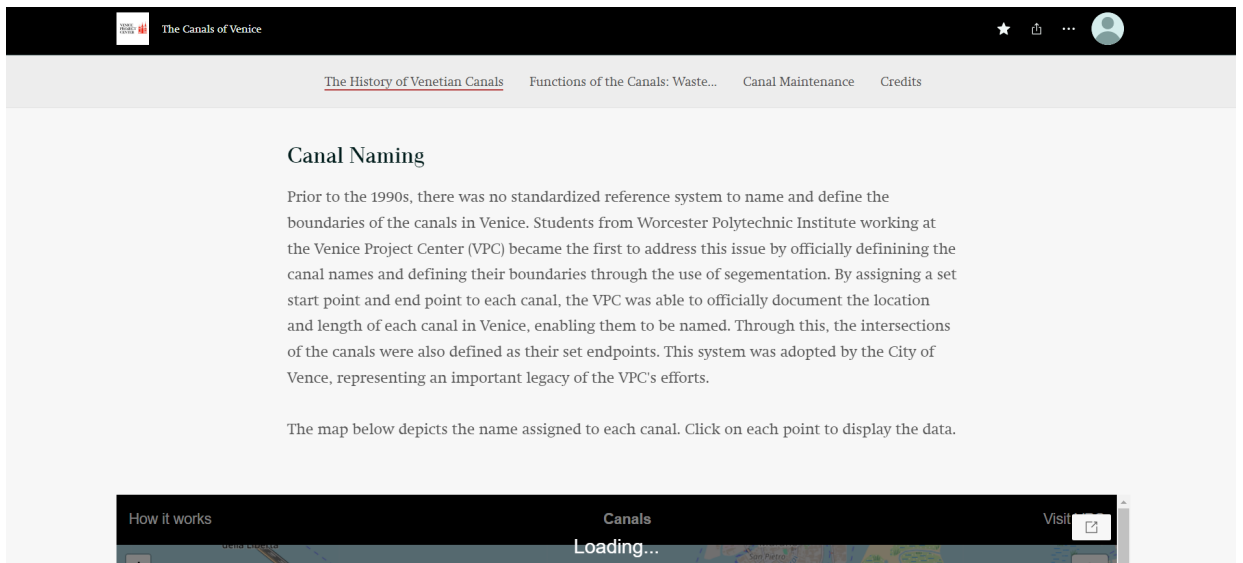 VENICE
PROJECT
CENTER
The Canals of Venice
The History of Venetian Canals
Functions of the Canals: Waste...
Canal Maintenance
Credits
Canal Naming
Prior to the 1990s, there was no standardized reference system to name and define the
boundaries of the canals in Venice. Students from Worcester Polytechnic Institute working at
the Venice Project Center (VPC) became the first to address this issue by officially definining the
canal names and defining their boundaries through the use of segementation. By assigning a set
start point and end point to each canal, the VPC was able to officially document the location
and length of each canal in Venice, enabling them to be named. Through this, the intersections
of the canals were also defined as their set endpoints. This system was adopted by the City of
Vence, representing an important legacy of the VPC's efforts.
The map below depicts the name assigned to each canal. Click on each point to display the data.
How it works
Canals
Visit
Loading...
San Pietro